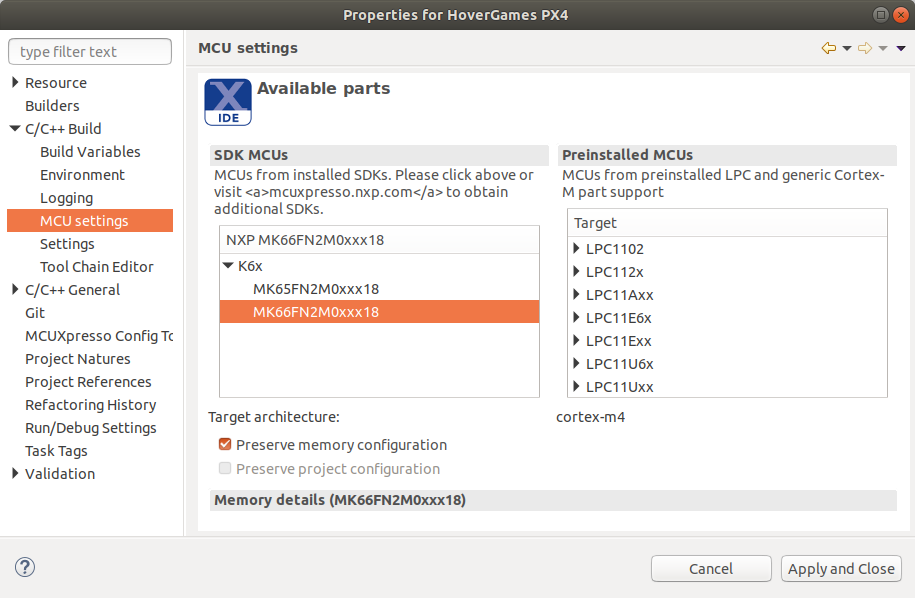 Properties for HoverGames PX4
type filter text
Resource
Builders
C/C++ Build
Build Variables
Environment
Logging
MCU settings
Settings
Tool Chain Editor
C/C++ General
Git
MCUXpresso Config To
Project Natures
Project References
Refactoring History
Run/Debug Settings
Task Tags
Validation
MCU settings
X
IDE
Available parts
SDK MCUs
MCUs from installed SDKs. Please click above or
visit <a>mcuxpresso.nxp.com</a> to obtain
additional SDKs.
NXP MK66FN2M0xxx18
K6x
MK65FN2M0xxx18
MK66FN2M0xxx18
Preinstalled MCUs
MCUs from preinstalled LPC and generic Cortex-
M part support
Target
LPC1102
LPC112x
LPC11Axx
LPC11E6x
LPC11Exx
LPC11U6x
LPC11Uxx
Target architecture:
cortex-m4
Preserve memory configuration
Preserve project configuration
Memory details (MK66FN2M0xxx18)
?
Cancel
Apply and Close